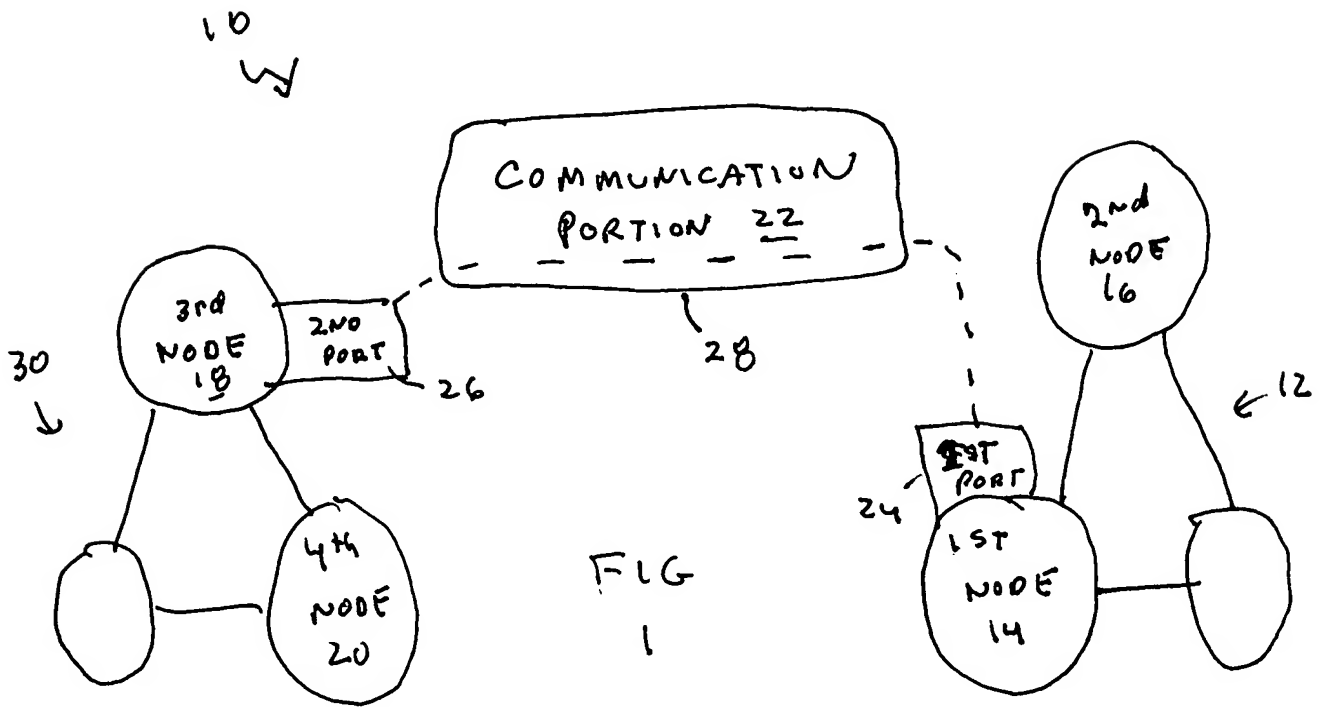 10
COMMUNICATION
PORTION 22
2nd
NODE
16
3rd
NODE
18
2ND
PORT
30
28
26
12
1ST
PORT
24
1ST
NODE
14
4th
NODE
20
FIG
1